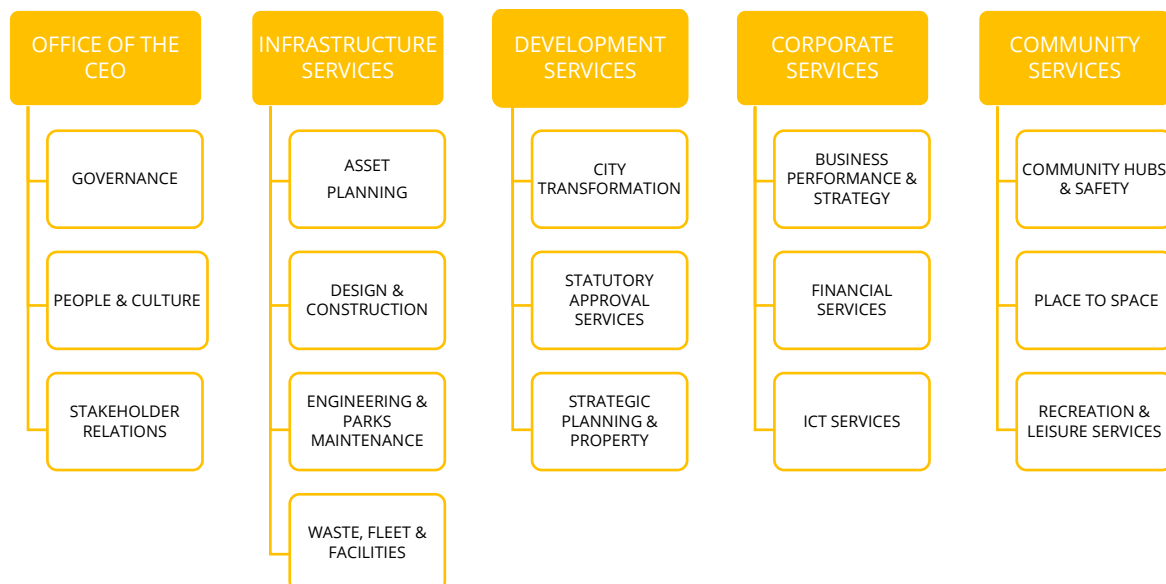 OFFICE OF THE
CEO
GOVERNANCE
PEOPLE & CULTURE
STAKEHOLDER
RELATIONS
INFRASTRUCTURE
SERVICES
ASSET
PLANNING
DESIGN &
CONSTRUCTION
ENGINEERING &
PARKS
MAINTENANCE
WASTE, FLEET &
FACILITIES
DEVELOPMENT
SERVICES
CITY
TRANSFORMATION
STATUTORY
APPROVAL
SERVICES
STRATEGIC
PLANNING &
PROPERTY
CORPORATE
SERVICES
BUSINESS
PERFORMANCE &
STRATEGY
FINANCIAL
SERVICES
ICT SERVICES
COMMUNITY
SERVICES
COMMUNITY HUBS
& SAFETY
PLACE TO SPACE
RECREATION &
LEISURE SERVICES